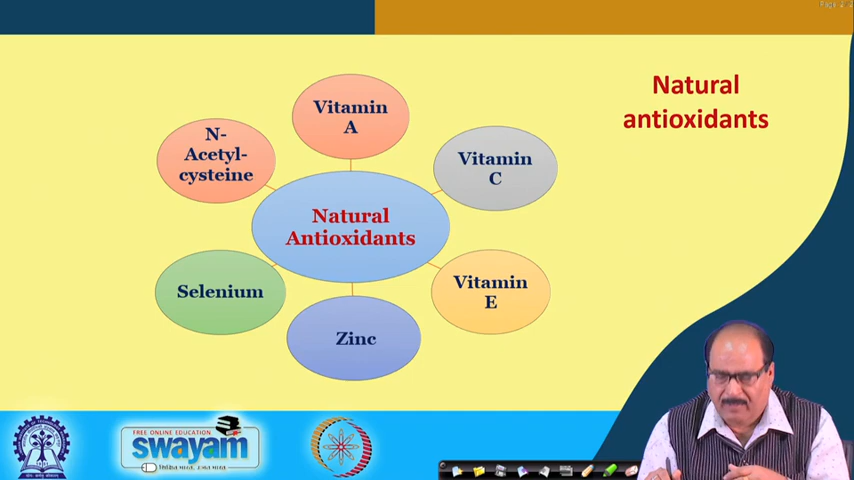 Natural
antioxidants
Vitamin
A
N-
Acetyl-
cysteine
Vitamin
C
Natural
Antioxidants
Selenium
Vitamin
E
Zinc
FREE ONLINE EDUCATION
swayam